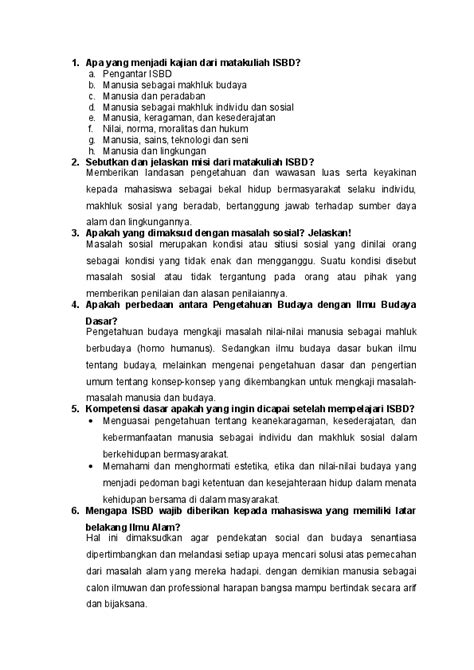 1. Apa yang menjadi kajian dari matakuliah ISBD?
a. Pengantar ISBD
b. Manusia sebagai makhluk budaya
c. Manusia dan peradaban
d. Manusia sebagai makhluk individu dan sosial
e. Manusia, keragaman, dan kesederajatan
f. Nilai, norma, moralitas dan hukum
g. Manusia, sains, teknologi dan seni
h. Manusia dan lingkungan
2. Sebutkan dan jelaskan misi dari matakuliah ISBD?
Memberikan landasan pengetahuan dan wawasan luas serta keyakinan
kepada mahasiswa sebagai bekal hidup bermasyarakat selaku individu,
makhluk sosial yang beradab, bertanggung jawab terhadap sumber daya
alam dan lingkungannya.
3. Apakah yang dimaksud dengan masalah sosial? Jelaskan!
Masalah sosial merupakan kondisi atau sitiusi sosial yang dinilai orang
sebagai kondisi yang tidak enak dan mengganggu. Suatu kondisi disebut
masalah sosial atau tidak tergantung pada orang atau pihak yang
memberikan penilaian dan alasan penilaiannya.
4. Apakah perbedaan antara Pengetahuan Budaya dengan Ilmu Budaya
Dasar?
Pengetahuan budaya mengkaji masalah nilai-nilai manusia sebagai mahluk
berbudaya (homo humanus). Sedangkan ilmu budaya dasar bukan ilmu
tentang budaya, melainkan mengenai pengetahuan dasar dan pengertian
umum tentang konsep-konsep yang dikembangkan untuk mengkaji masalah-
masalah manusia dan budaya.
5. Kompetensi dasar apakah yang ingin dicapai setelah mempelajari ISBD?
• Menguasai pengetahuan tentang keanekaragaman, kesederajatan, dan
kebermanfaatan manusia sebagai individu dan makhluk sosial dalam
berkehidupan bermasyarakat.
• Memahami dan menghormati estetika, etika dan nilai-nilai budaya yang
menjadi pedoman bagi ketentuan dan kesejahteraan hidup dalam menata
kehidupan bersama di dalam masyarakat.
6. Mengapa ISBD wajib diberikan kepada mahasiswa yang memiliki latar
belakang Ilmu Alam?
Hal ini dimaksudkan agar pendekatan social dan budaya senantiasa
dipertimbangkan dan melandasi setiap upaya mencari solusi atas pemecahan
dari masalah alam yang mereka hadapi. dengan demikian manusia sebagai
calon ilmuwan dan professional harapan bangsa mampu bertindak secara arif
dan bijaksana.